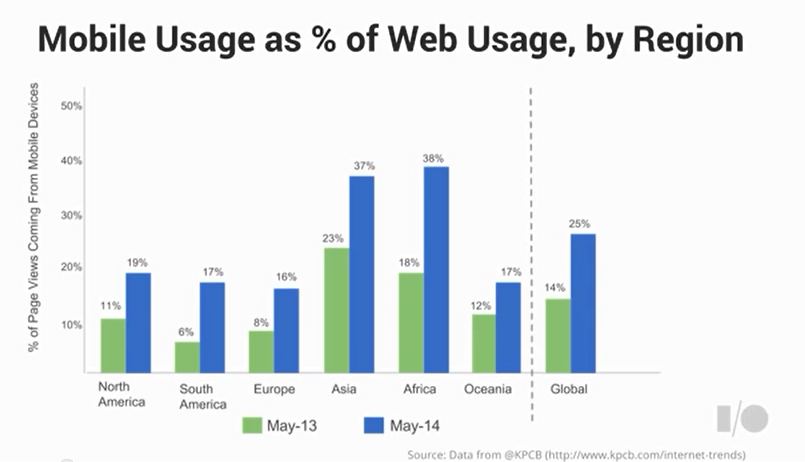 Mobile Usage as % of Web Usage, by Region
% of Page Views Coming From Mobile Devices
50%
40%
30%
20%
10%
11%
19%
6%
17%
8%
16%
23%
37%
18%
38%
12%
17%
14%
25%
North
America
South
America
Europe
Asia
Africa
Oceania
Global
May-13
May-14
I/O
Source: Data from @KPCB (http://www.kpcb.com/internet-trends)